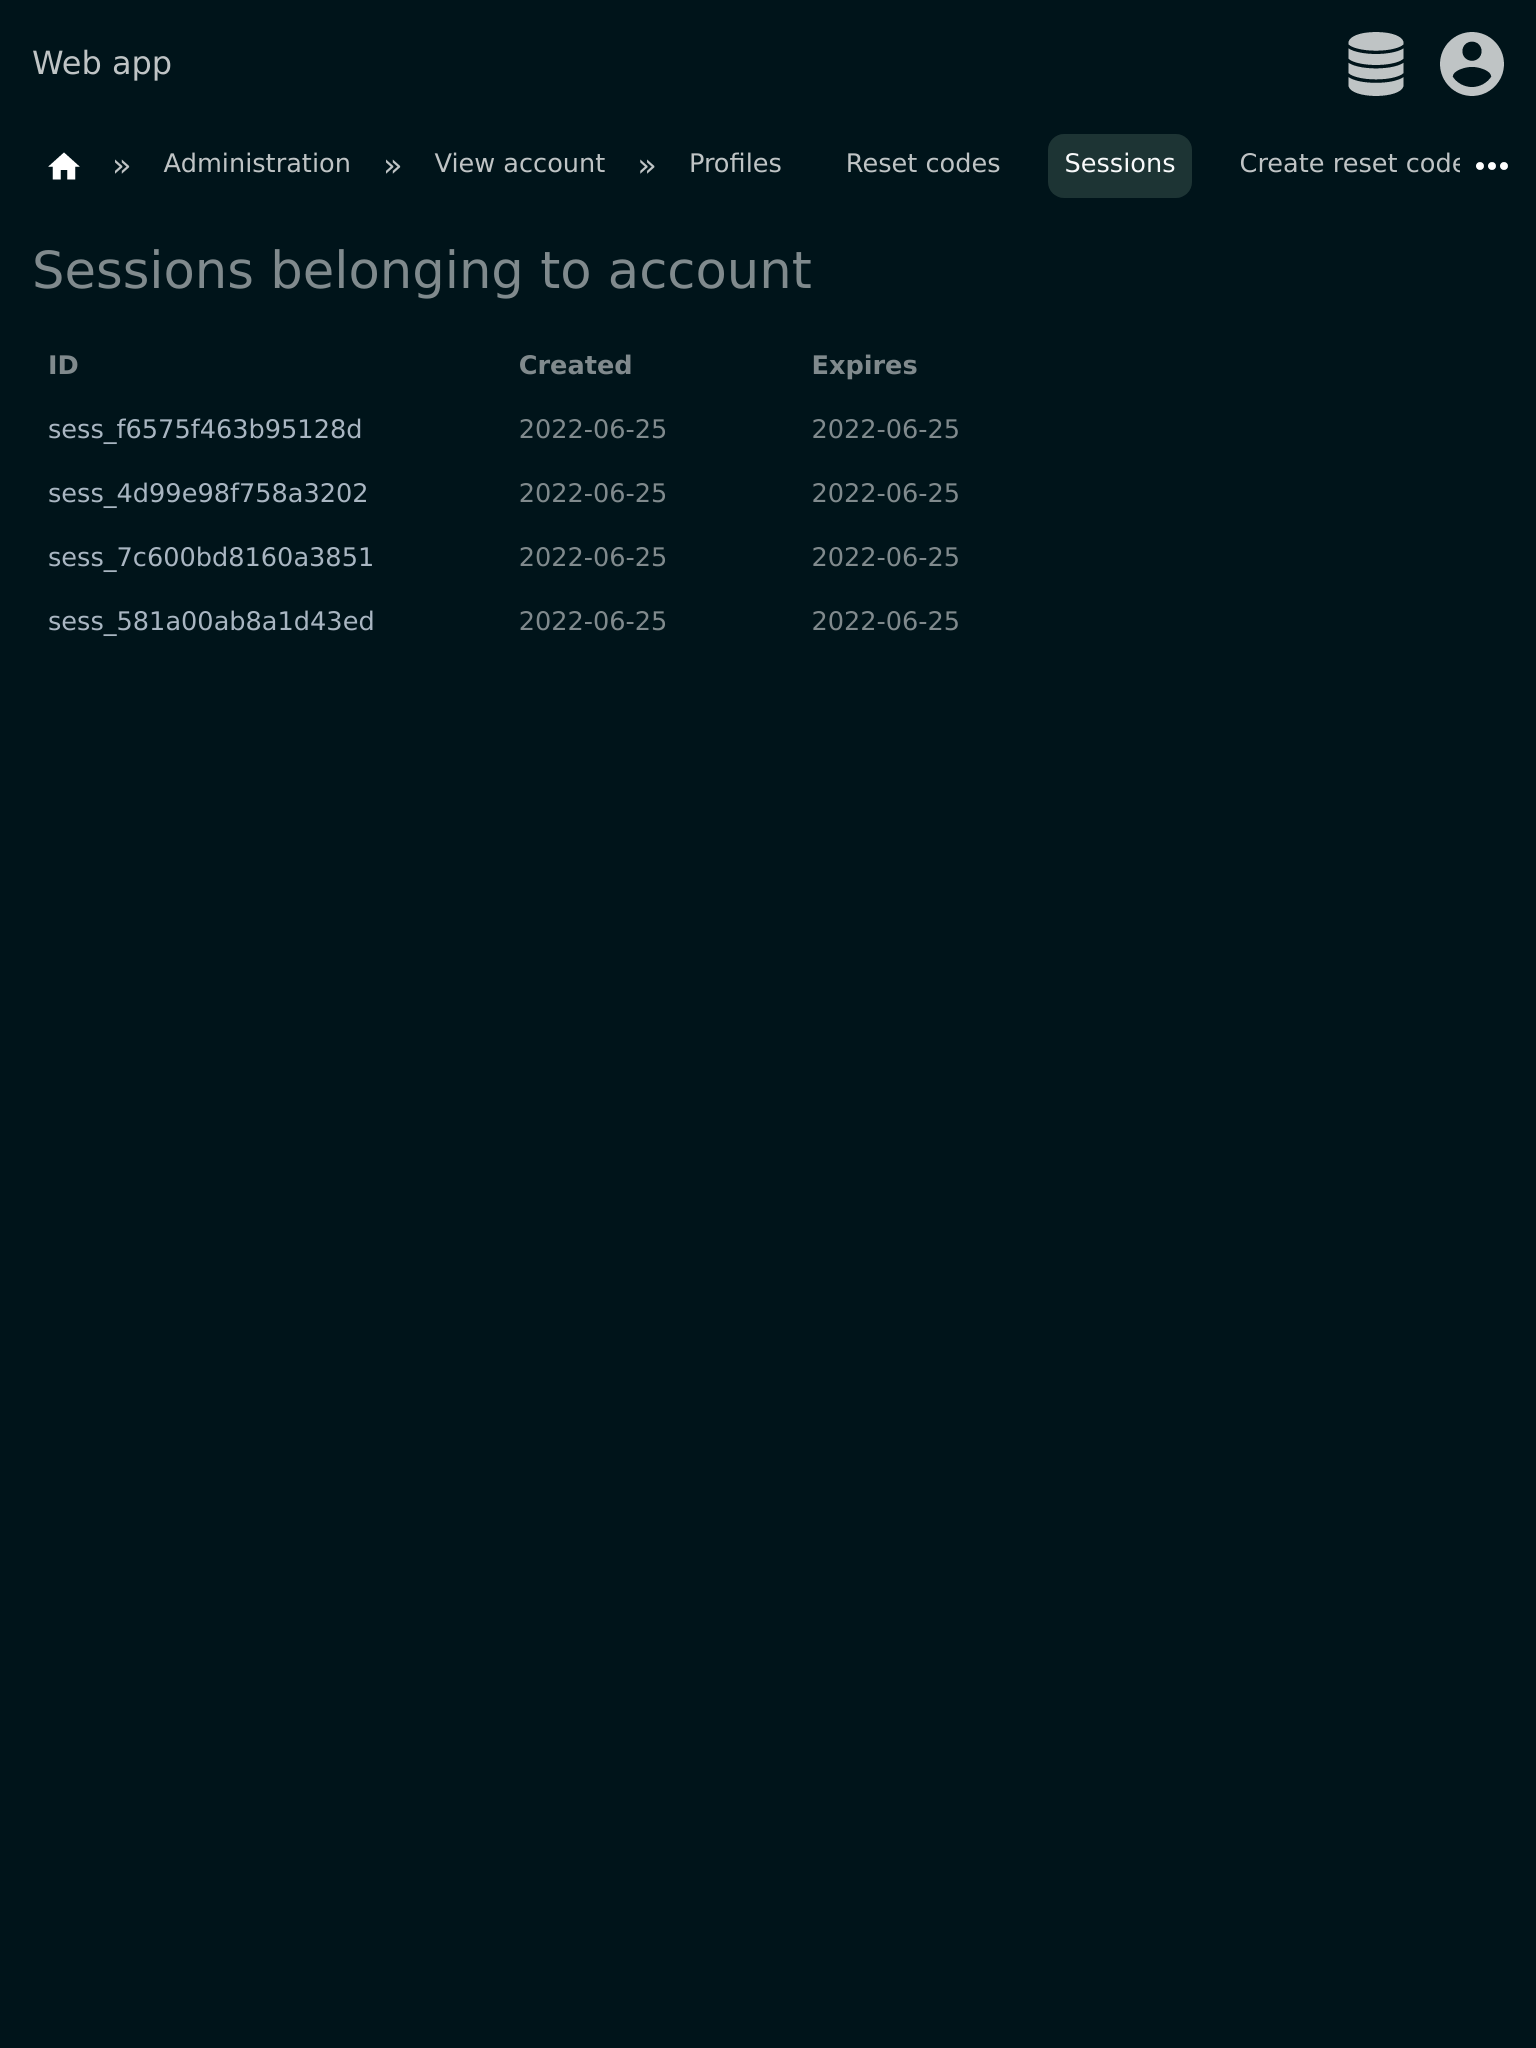 Web app
» Administration » View account » Profiles Reset codes Sessions Create reset code
Sessions belonging to account
ID Created Expires
sess_f6575f463b95128d 2022-06-25 2022-06-25
sess_4d99e98f758a3202 2022-06-25 2022-06-25
sess_7c600bd8160a3851 2022-06-25 2022-06-25
sess_581a00ab8a1d43ed 2022-06-25 2022-06-25